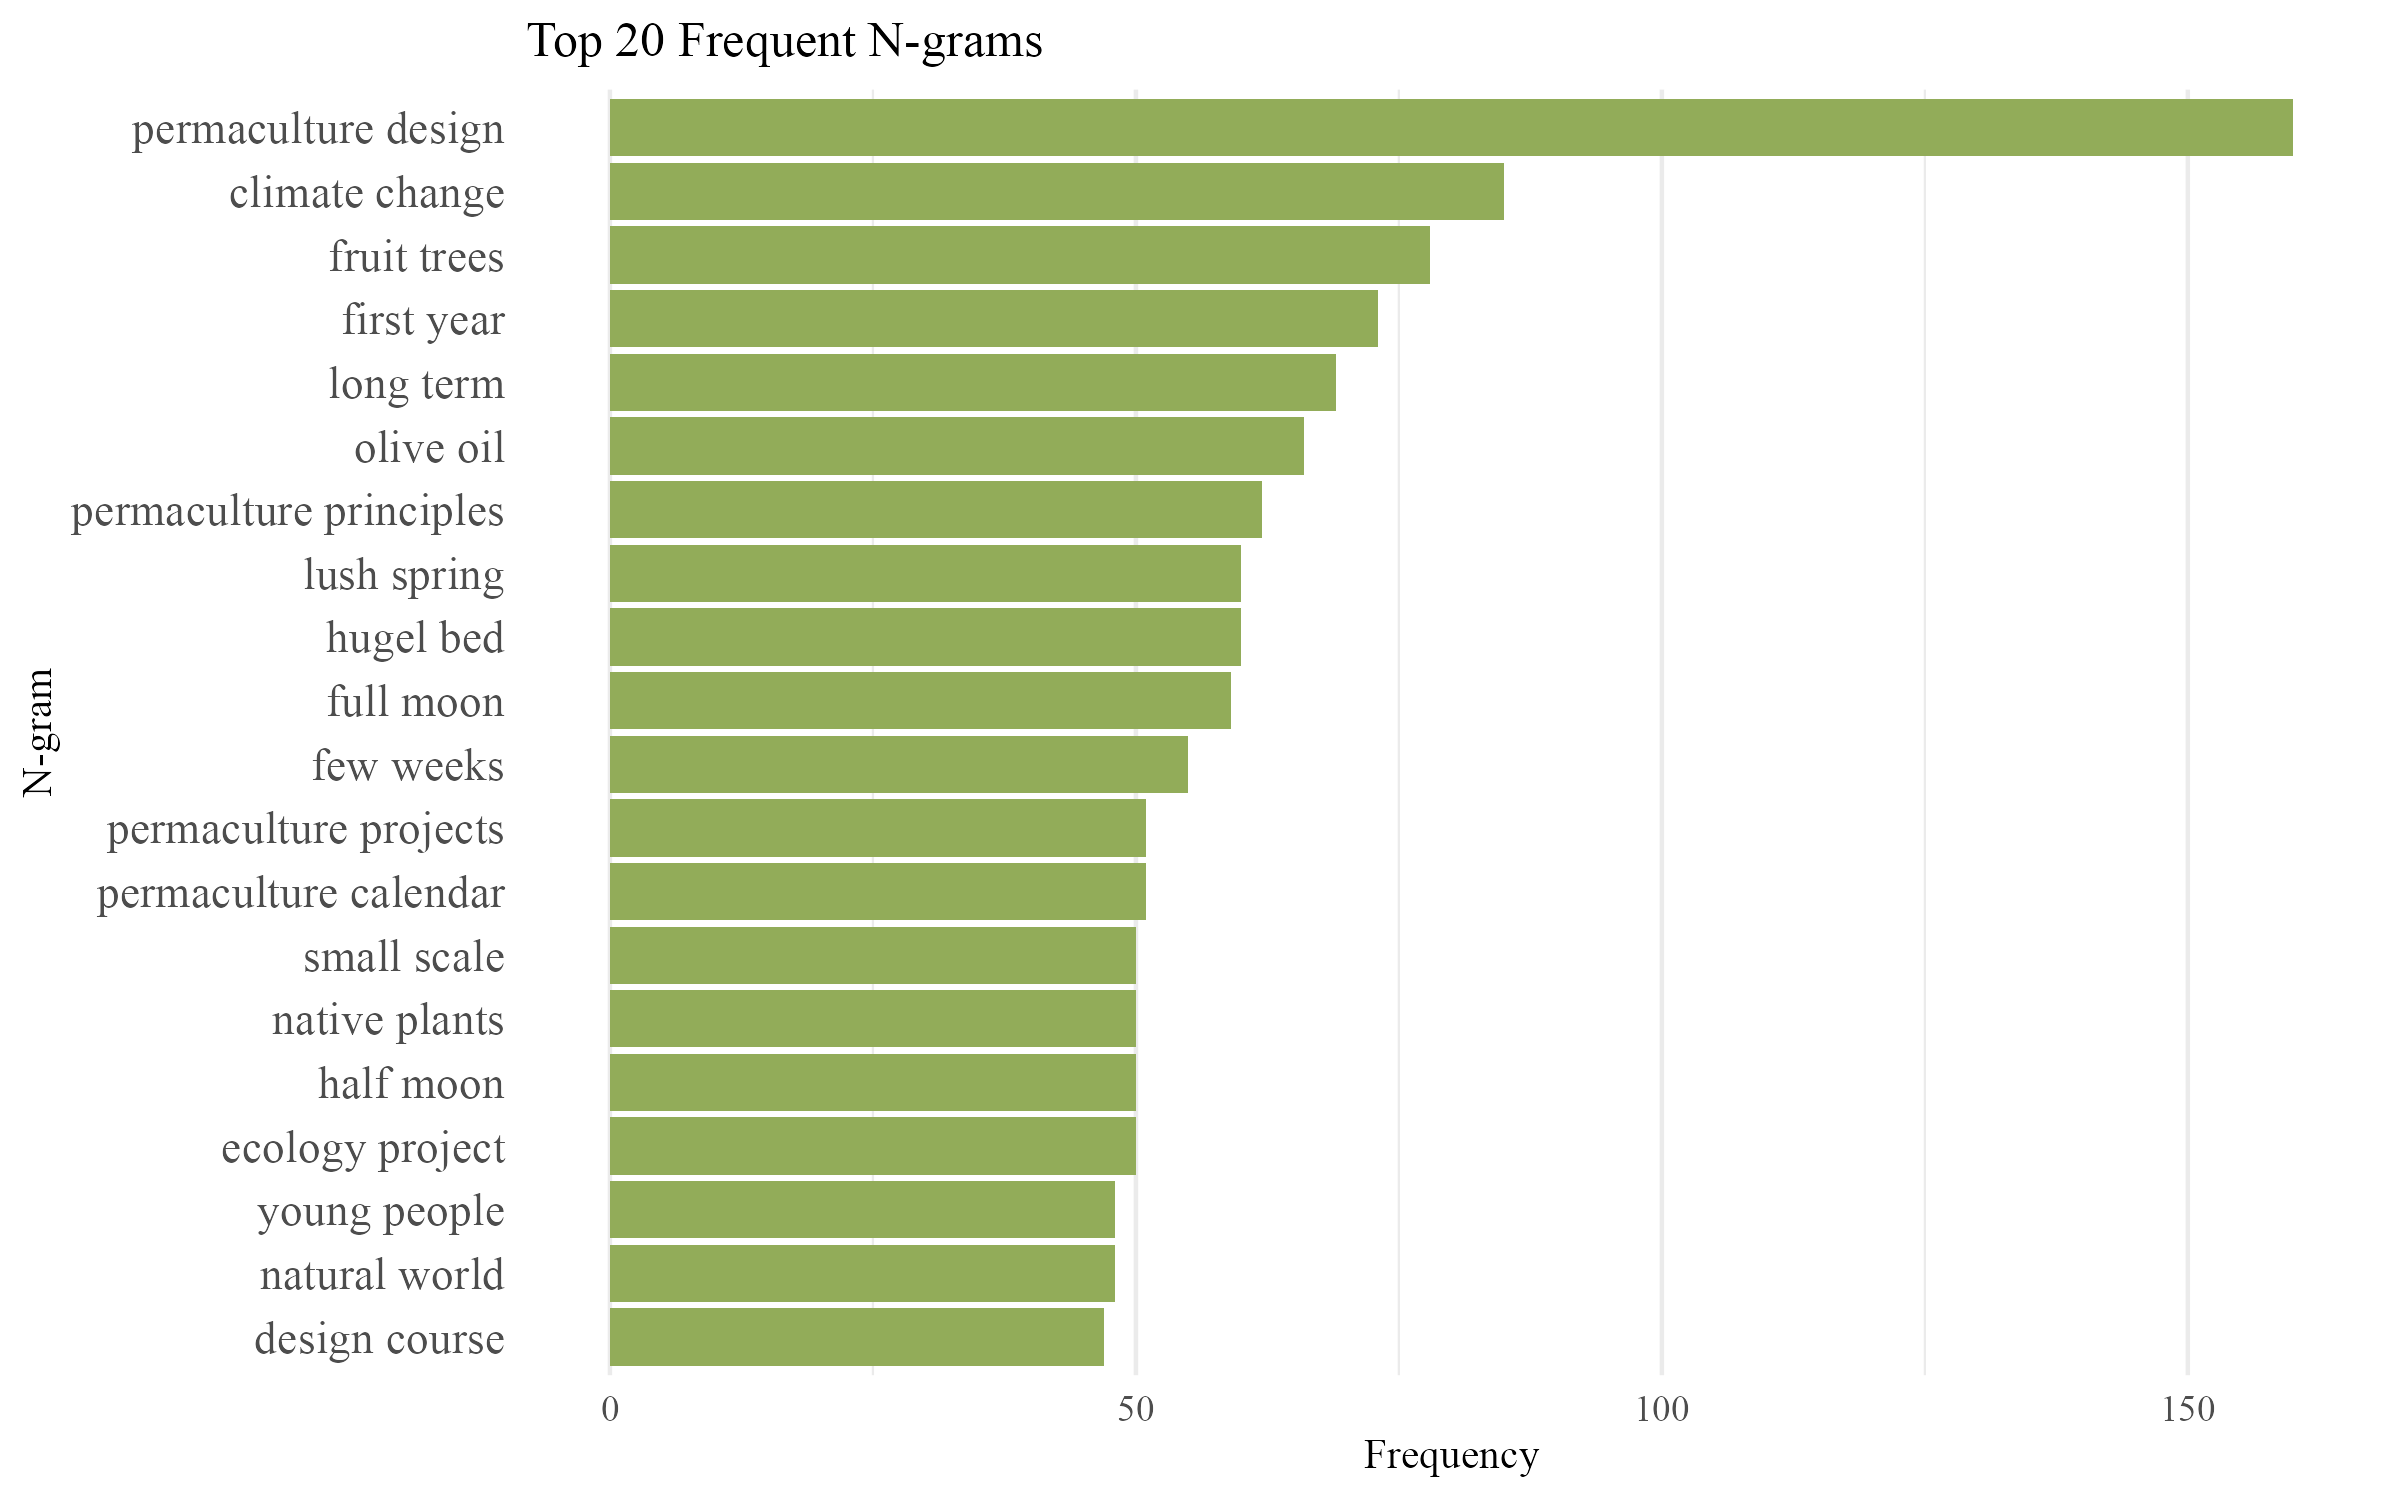 Top 20 Frequent N-grams
permaculture design
climate change
fruit trees
first year
long term
olive oil
permaculture principles
lush spring
hugel bed
full moon
few weeks
permaculture projects
permaculture calendar
small scale
native plants
half moon
ecology project
young people
natural world
design course
N-gram
0 50 100 150
Frequency